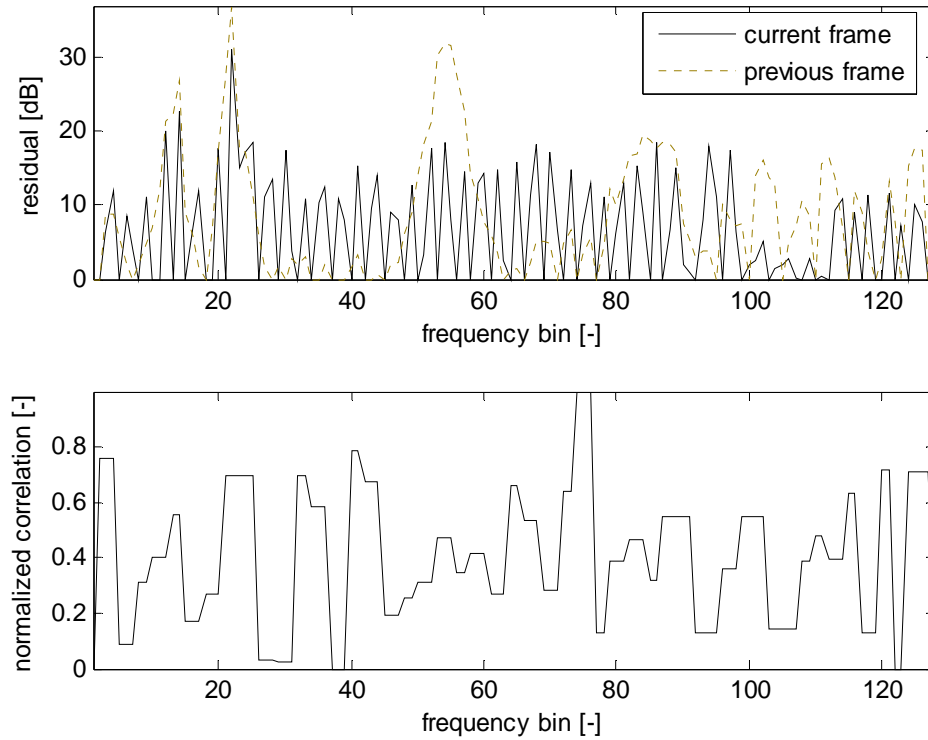 current frame
previous frame
residual [dB]
30
20
10
0
20 40 60 80 100 120
frequency bin [-]
normalized correlation [-]
0.8
0.6
0.4
0.2
0
20 40 60 80 100 120
frequency bin [-]